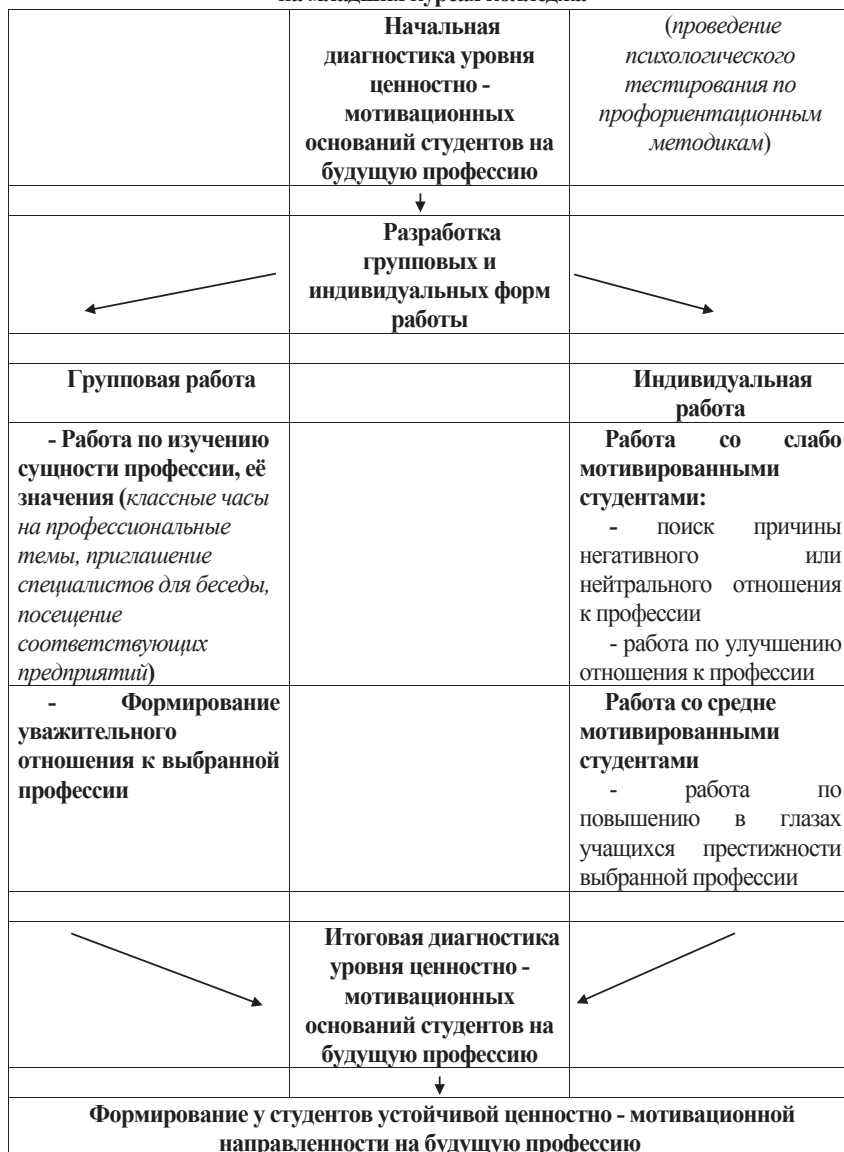 на младших курсах колледжа
Начальная
диагностика уровня
ценностно -
мотивационных
оснований студентов на
будущую профессию
(проведение
психологического
тестирования по
профориентационным
методикам)
Разработка
групповых и
индивидуальных форм
работы
Групповая работа
Индивидуальная
работа
- Работа по изучению
сущности профессии, её
значения (классные часы
на профессиональные
темы, приглашение
специалистов для беседы,
посещение
соответствующих
предприятий)
Работа со слабо
мотивированными
студентами:
- поиск причины
негативного или
нейтрального отношения
к профессии
- работа по улучшению
отношения к профессии
- Формирование
уважительного
отношения к выбранной
профессии
Работа со средне
мотивированными
студентами
- работа по
повышению в глазах
учащихся престижности
выбранной профессии
Итоговая диагностика
уровня ценностно -
мотивационных
оснований студентов на
будущую профессию
Формирование у студентов устойчивой ценностно - мотивационной
направленности на будущую профессию